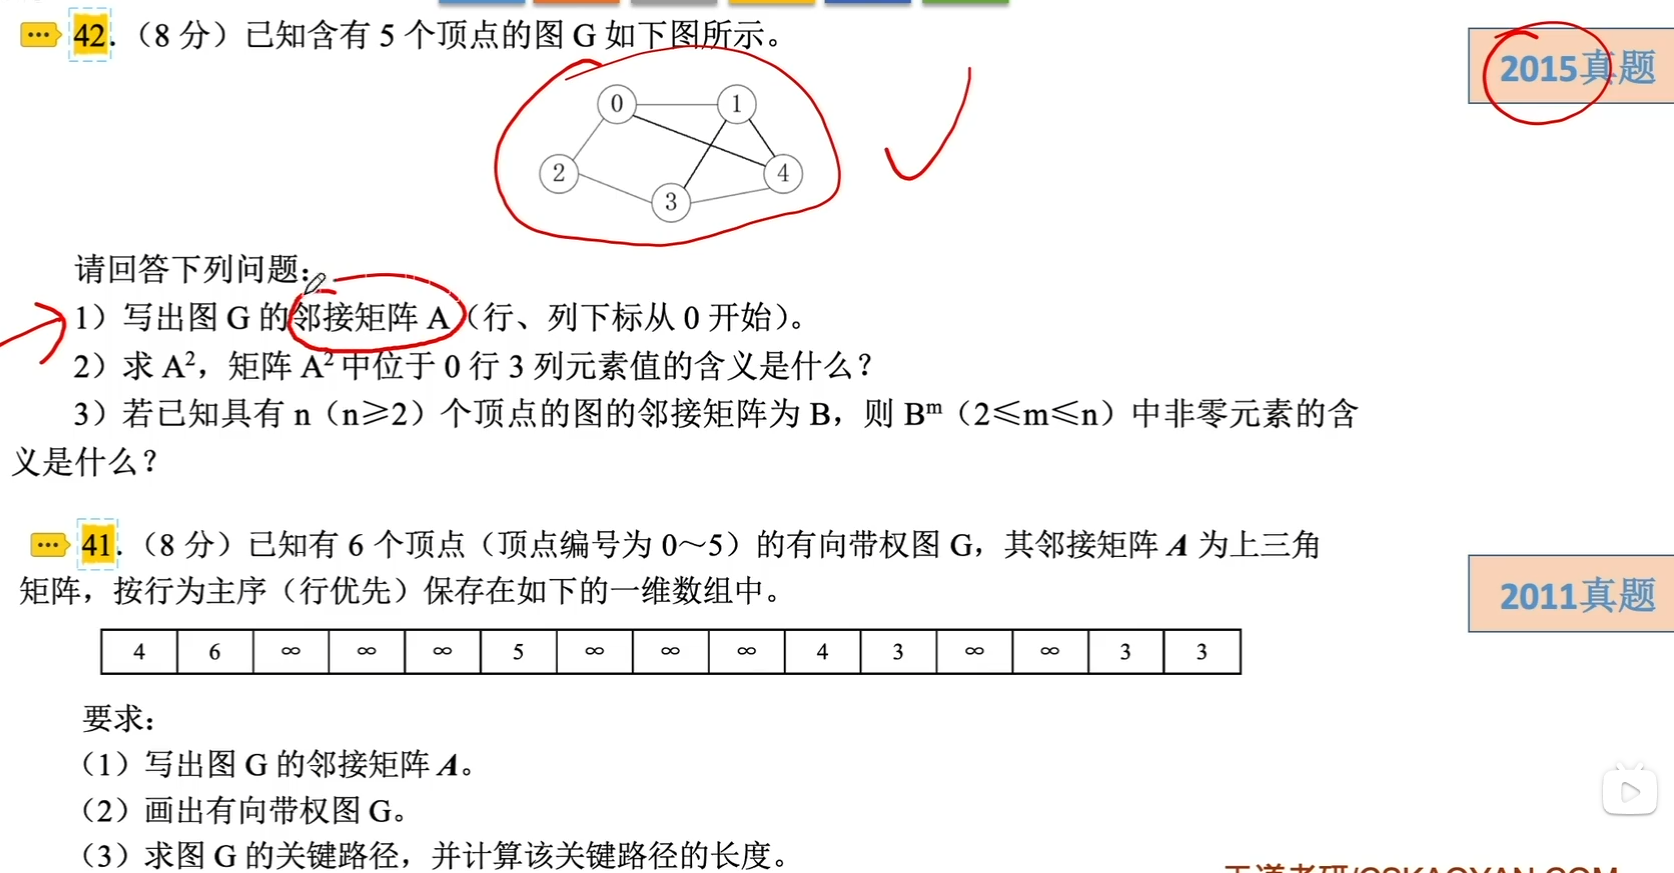 42.（8 分）已知含有 5 个顶点的图 G 如下图所示。
2015真题
0 1
2 4
3
请回答下列问题：
1）写出图 G 的邻接矩阵 A（行、列下标从 0 开始）。
2）求 A²，矩阵 A² 中位于 0 行 3 列元素值的含义是什么？
3）若已知具有 n（n≥2）个顶点的图的邻接矩阵为 B，则 Bᵐ（2≤m≤n）中非零元素的含
义是什么？
41.（8 分）已知有 6 个顶点（顶点编号为 0～5）的有向带权图 G，其邻接矩阵 A 为上三角
矩阵，按行为主序（行优先）保存在如下的一维数组中。
2011真题
4 6 ∞ ∞ ∞ 5 ∞ ∞ ∞ 4 3 ∞ ∞ 3 3
要求：
（1）写出图 G 的邻接矩阵 A。
（2）画出有向带权图 G。
（3）求图 G 的关键路径，并计算该关键路径的长度。